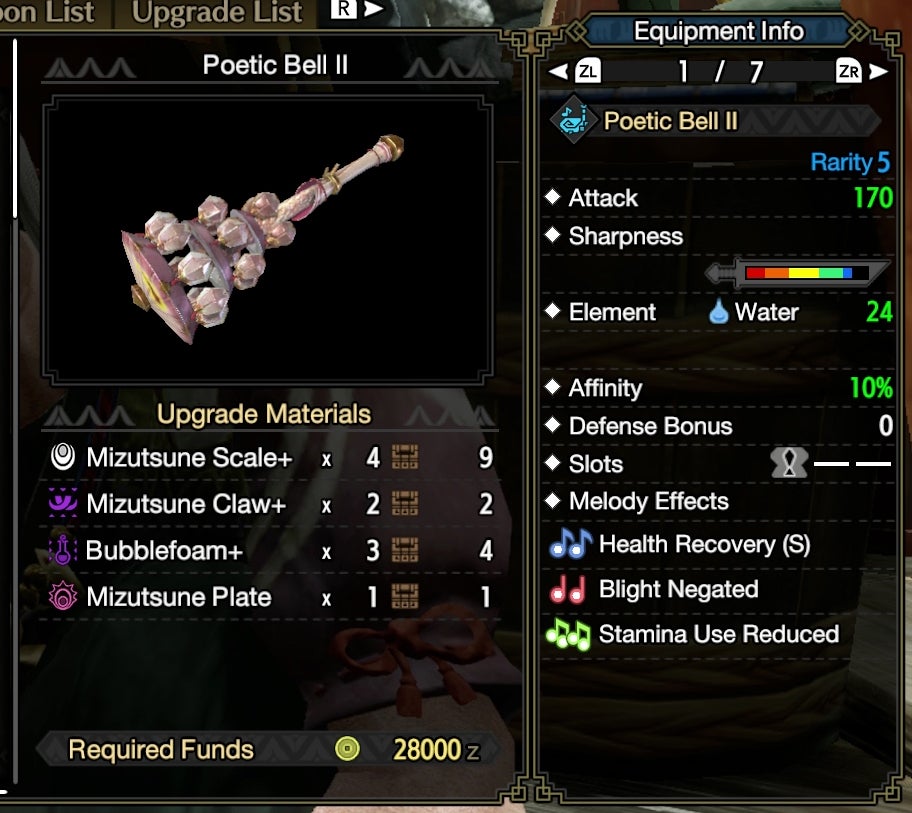 on List
Upgrade List
R
Poetic Bell II
Upgrade Materials
Mizutsune Scale+ x 4 9
Mizutsune Claw+ x 2 2
Bubblefoam+ x 3 4
Mizutsune Plate x 1 1
Required Funds 28000 z
Equipment Info
ZL 1 / 7 ZR
Poetic Bell II
Rarity 5
Attack 170
Sharpness
Element Water 24
Affinity 10%
Defense Bonus 0
Slots
Melody Effects
Health Recovery (S)
Blight Negated
Stamina Use Reduced